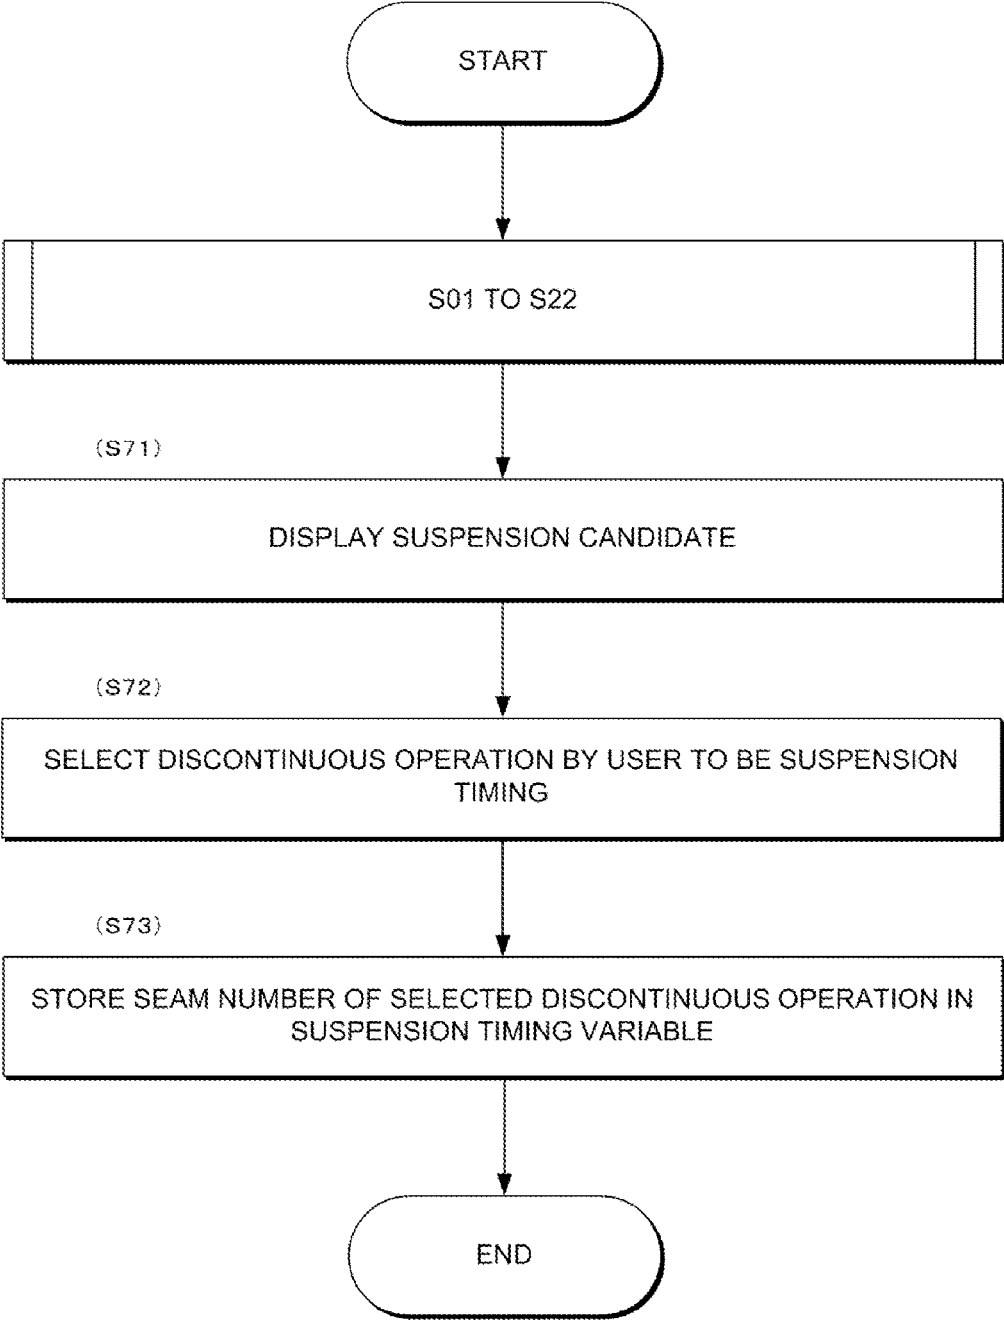 START
S01 TO S22
(S71)
DISPLAY SUSPENSION CANDIDATE
(S72)
SELECT DISCONTINUOUS OPERATION BY USER TO BE SUSPENSION
TIMING
(S73)
STORE SEAM NUMBER OF SELECTED DISCONTINUOUS OPERATION IN
SUSPENSION TIMING VARIABLE
END